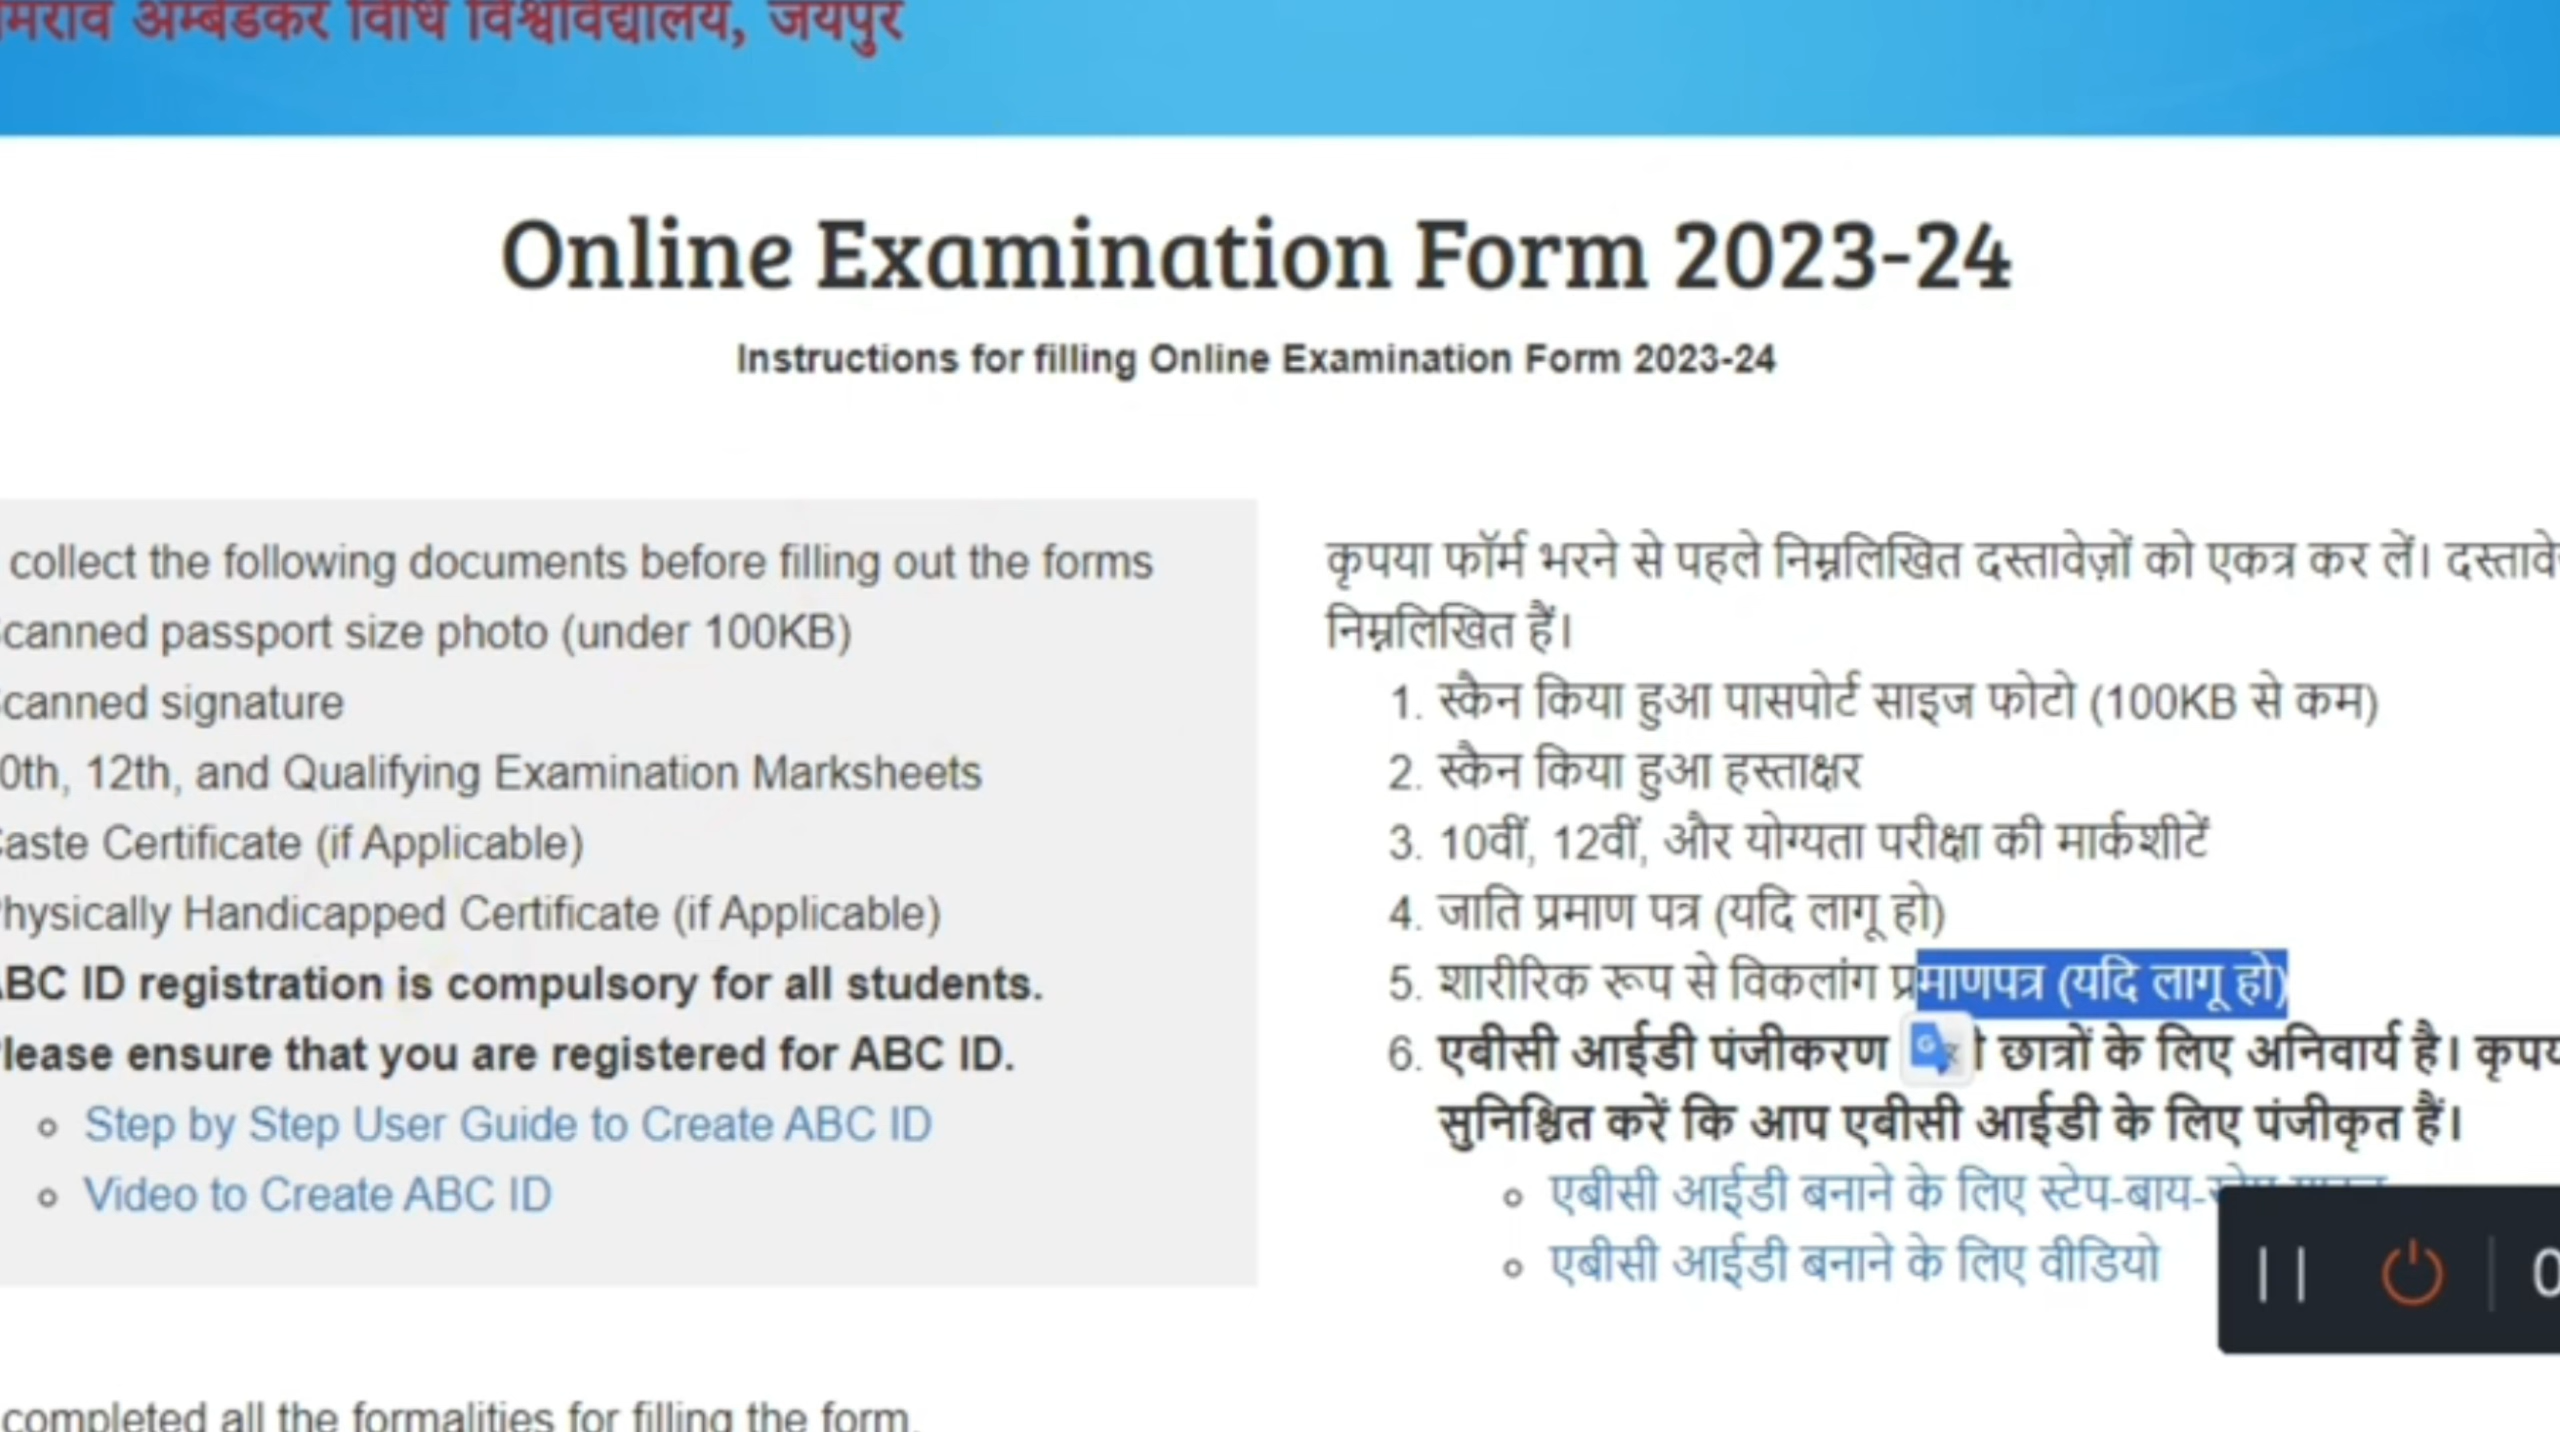 अम्बेडकर विधि विश्वविद्यालय, जयपुर
Online Examination Form 2023-24
Instructions for filling Online Examination Form 2023-24
collect the following documents before filling out the forms
canned passport size photo (under 100KB)
canned signature
0th, 12th, and Qualifying Examination Marksheets
aste Certificate (if Applicable)
hysically Handicapped Certificate (if Applicable)
BC ID registration is compulsory for all students.
lease ensure that you are registered for ABC ID.
Step by Step User Guide to Create ABC ID
Video to Create ABC ID
completed all the formalities for filling the form.
कृपया फॉर्म भरने से पहले निम्नलिखित दस्तावेज़ों को एकत्र कर लें। दस्तावे
निम्नलिखित हैं।
1. स्कैन किया हुआ पासपोर्ट साइज फोटो (100KB से कम)
2. स्कैन किया हुआ हस्ताक्षर
3. 10वीं, 12वीं, और योग्यता परीक्षा की मार्कशीटें
4. जाति प्रमाण पत्र (यदि लागू हो)
5. शारीरिक रूप से विकलांग प्रमाणपत्र (यदि लागू हो)
6. एबीसी आईडी पंजीकरण छात्रों के लिए अनिवार्य है। कृपय
सुनिश्चित करें कि आप एबीसी आईडी के लिए पंजीकृत हैं।
एबीसी आईडी बनाने के लिए स्टेप-बाय-
एबीसी आईडी बनाने के लिए वीडियो
0